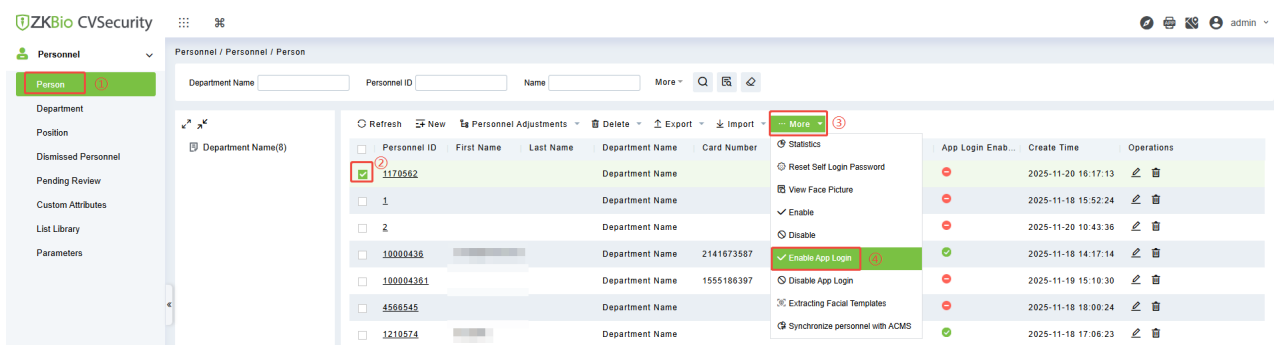 ZKBio CVSecurity
admin
Personnel
Personnel / Personnel / Person
Person ①
Department Name Personnel ID Name More
Department
Position
Dismissed Personnel
Pending Review
Custom Attributes
List Library
Parameters
Department Name(8)
Refresh New Personnel Adjustments Delete Export Import ··· More ③
Personnel ID First Name Last Name Department Name Card Number App Login Enab... Create Time Operations
② 1170562 Department Name 2025-11-20 16:17:13
1 Department Name 2025-11-18 15:52:24
2 Department Name 2025-11-20 10:43:36
10000436 Department Name 2141673587 2025-11-18 14:17:14
100004361 Department Name 1555186397 2025-11-19 15:10:30
4566545 Department Name 2025-11-18 18:00:24
1210574 Department Name 2025-11-18 17:06:23
Statistics
Reset Self Login Password
View Face Picture
Enable
Disable
Enable App Login ④
Disable App Login
Extracting Facial Templates
Synchronize personnel with ACMS